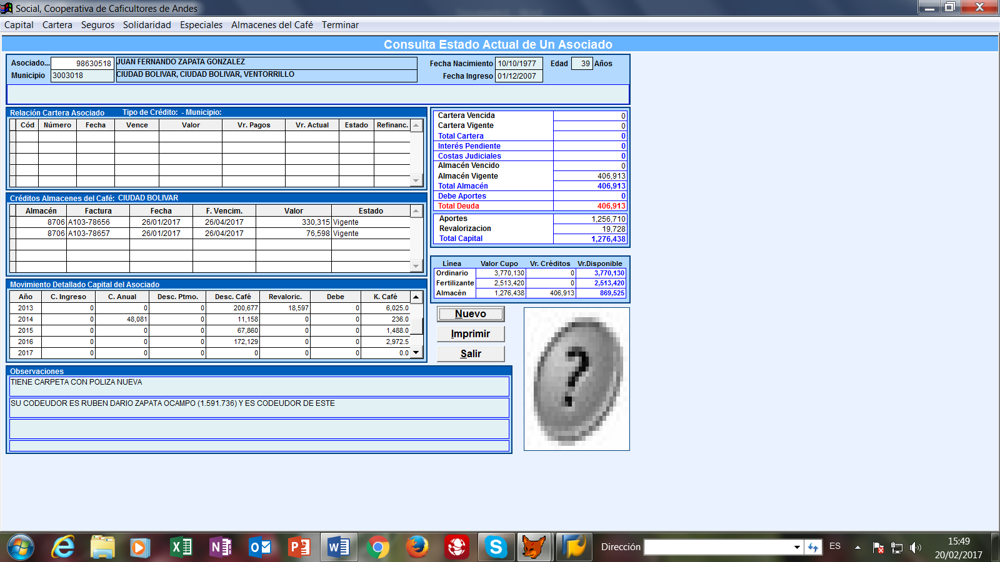 Social, Cooperativa de Caficultores de Andes
Capital Cartera Seguros Solidaridad Especiales Almacenes del Café Terminar
Consulta Estado Actual de Un Asociado
Asociado... 98630518 JUAN FERNANDO ZAPATA GONZALEZ Fecha Nacimiento 10/10/1977 Edad 39 Años
Municipio 3003018 CIUDAD BOLIVAR, CIUDAD BOLIVAR, VENTORRILLO Fecha Ingreso 01/12/2007
Relación Cartera Asociado Tipo de Crédito: - Municipio:
Cód Número Fecha Vence Valor Vr. Pagos Vr. Actual Estado Refinanc.
Cartera Vencida 0
Cartera Vigente 0
Total Cartera 0
Interés Pendiente 0
Costas Judiciales 0
Almacén Vencido 0
Almacén Vigente 406,913
Total Almacén 406,913
Debe Aportes 0
Total Deuda 406,913
Aportes 1,256,710
Revalorizacion 19,728
Total Capital 1,276,438
Créditos Almacenes del Café: CIUDAD BOLIVAR
Almacén Factura Fecha F. Vencim. Valor Estado
8706 A103-78656 26/01/2017 26/04/2017 330,315 Vigente
8706 A103-78657 26/01/2017 26/04/2017 76,598 Vigente
Línea Valor Cupo Vr. Créditos Vr.Disponible
Ordinario 3,770,130 0 3,770,130
Fertilizante 2,513,420 0 2,513,420
Almacén 1,276,438 406,913 869,525
Movimiento Detallado Capital del Asociado
Año C. Ingreso C. Anual Desc. Ptmo. Desc. Café Revaloric. Debe K. Café
2013 0 0 0 200,677 18,597 0 6,025.0
2014 0 48,081 0 11,158 0 0 236.0
2015 0 0 0 67,860 0 0 1,488.0
2016 0 0 0 172,129 0 0 2,972.5
2017 0 0 0 0 0 0 0.0
Nuevo
Imprimir
Salir
?
Observaciones
TIENE CARPETA CON POLIZA NUEVA
SU CODEUDOR ES RUBEN DARIO ZAPATA OCAMPO (1.591.736) Y ES CODEUDOR DE ESTE
Dirección ES 15:49
20/02/2017